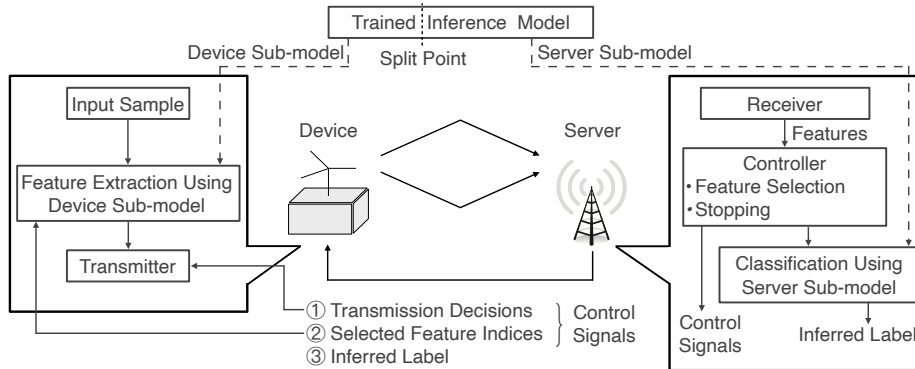 Trained Inference Model
Device Sub-model
Split Point
Server Sub-model
Input Sample
Feature Extraction Using
Device Sub-model
Transmitter
Device
Server
① Transmission Decisions
② Selected Feature Indices
③ Inferred Label
Control
Signals
Receiver
Features
Controller
• Feature Selection
• Stopping
Classification Using
Server Sub-model
Control
Signals
Inferred Label